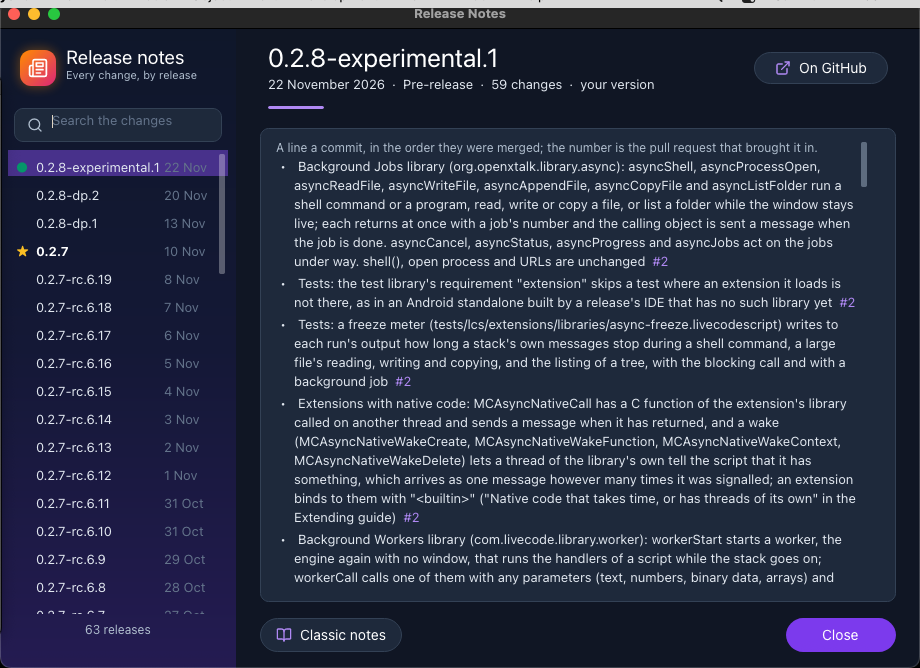 Release Notes
Release notes
Every change, by release
Search the changes
0.2.8-experimental.1 22 Nov
0.2.8-dp.2 20 Nov
0.2.8-dp.1 13 Nov
0.2.7 10 Nov
0.2.7-rc.6.19 8 Nov
0.2.7-rc.6.18 7 Nov
0.2.7-rc.6.17 6 Nov
0.2.7-rc.6.16 5 Nov
0.2.7-rc.6.15 4 Nov
0.2.7-rc.6.14 3 Nov
0.2.7-rc.6.13 2 Nov
0.2.7-rc.6.12 1 Nov
0.2.7-rc.6.11 31 Oct
0.2.7-rc.6.10 31 Oct
0.2.7-rc.6.9 29 Oct
0.2.7-rc.6.8 28 Oct
63 releases
0.2.8-experimental.1
22 November 2026 · Pre-release · 59 changes · your version
On GitHub
A line a commit, in the order they were merged; the number is the pull request that brought it in.
• Background Jobs library (org.openxtalk.library.async): asyncShell, asyncProcessOpen,
asyncReadFile, asyncWriteFile, asyncAppendFile, asyncCopyFile and asyncListFolder run a
shell command or a program, read, write or copy a file, or list a folder while the window stays
live; each returns at once with a job's number and the calling object is sent a message when
the job is done. asyncCancel, asyncStatus, asyncProgress and asyncJobs act on the jobs
under way. shell(), open process and URLs are unchanged #2
• Tests: the test library's requirement "extension" skips a test where an extension it loads is
not there, as in an Android standalone built by a release's IDE that has no such library yet #2
• Tests: a freeze meter (tests/lcs/extensions/libraries/async-freeze.livecodescript) writes to
each run's output how long a stack's own messages stop during a shell command, a large
file's reading, writing and copying, and the listing of a tree, with the blocking call and with a
background job #2
• Extensions with native code: MCAsyncNativeCall has a C function of the extension's library
called on another thread and sends a message when it has returned, and a wake
(MCAsyncNativeWakeCreate, MCAsyncNativeWakeFunction, MCAsyncNativeWakeContext,
MCAsyncNativeWakeDelete) lets a thread of the library's own tell the script that it has
something, which arrives as one message however many times it was signalled; an extension
binds to them with "<builtin>" ("Native code that takes time, or has threads of its own" in the
Extending guide) #2
• Background Workers library (com.livecode.library.worker): workerStart starts a worker, the
engine again with no window, that runs the handlers of a script while the stack goes on;
workerCall calls one of them with any parameters (text, numbers, binary data, arrays) and
Classic notes
Close